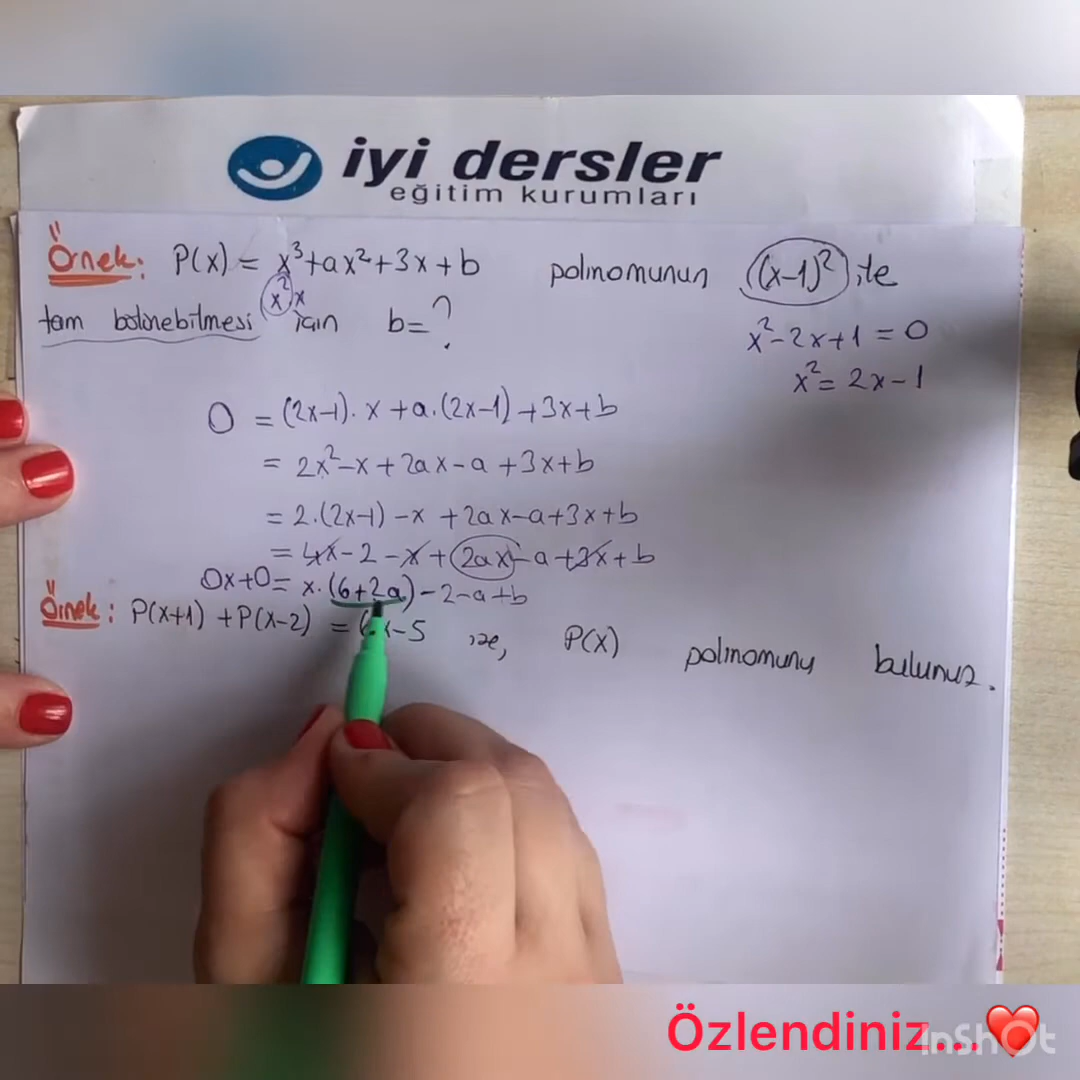 iyi dersler
eğitim kurumları
Örnek: P(x) = x³+ax²+3x+b polinomunun (x-1)² ile
x² x
tam bölünebilmesi için b=?
x²-2x+1=0
x²=2x-1
0 = (2x-1).x+a.(2x-1)+3x+b
= 2x²-x+2ax-a+3x+b
= 2.(2x-1)-x+2ax-a+3x+b
= 4x-2-x+2ax-a+3x+b
0x+0= x.(6+2a)-2-a+b
Örnek: P(x+1)+P(x-2) = x-5 ise, P(x) polinomunu bulunuz.
Özlendiniz...❤️
InShOt